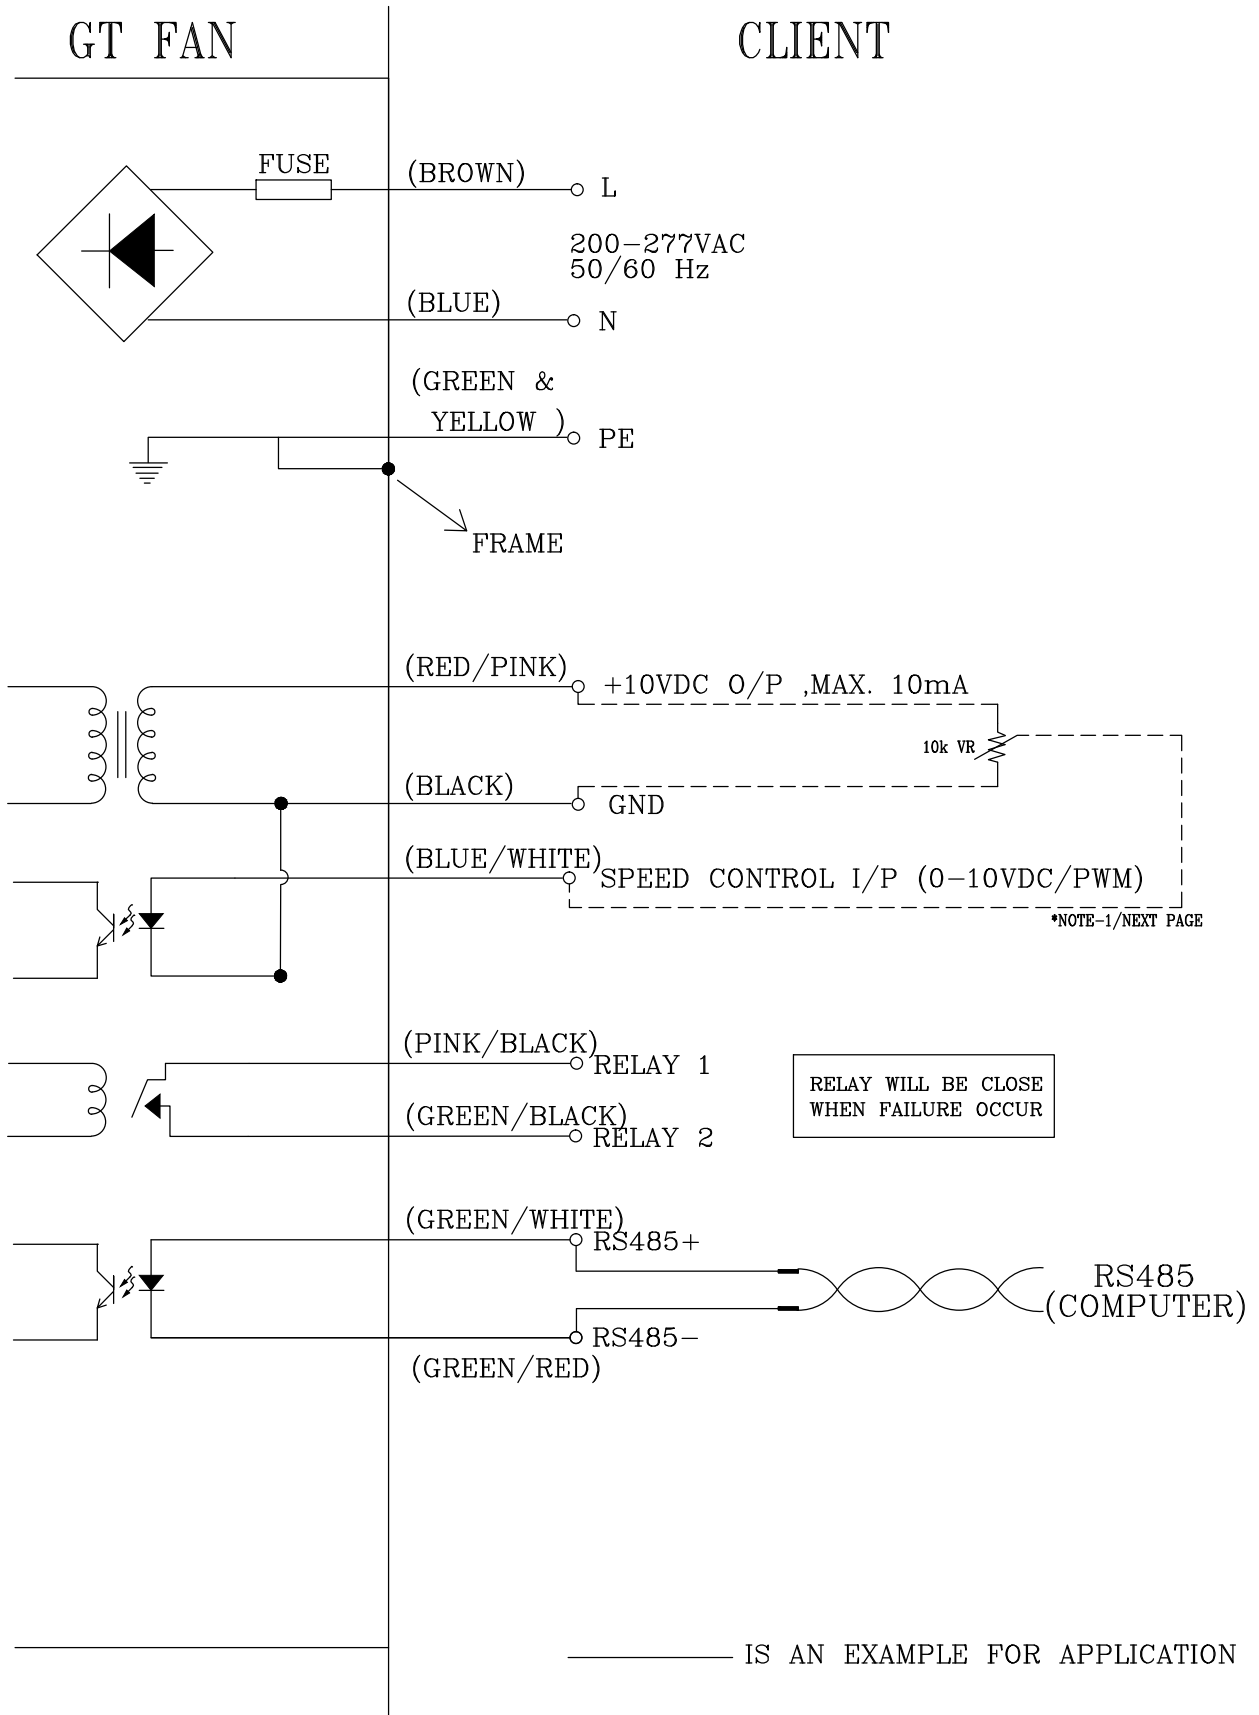 GT FAN
CLIENT
FUSE
(BROWN)
L
200-277VAC
50/60 Hz
(BLUE)
N
(GREEN &
YELLOW )
PE
FRAME
(RED/PINK)
+10VDC O/P ,MAX. 10mA
10k VR
(BLACK)
GND
(BLUE/WHITE)
SPEED CONTROL I/P (0-10VDC/PWM)
*NOTE-1/NEXT PAGE
(PINK/BLACK)
RELAY 1
RELAY WILL BE CLOSE
WHEN FAILURE OCCUR
(GREEN/BLACK)
RELAY 2
(GREEN/WHITE)
RS485+
RS485
(COMPUTER)
RS485-
(GREEN/RED)
IS AN EXAMPLE FOR APPLICATION